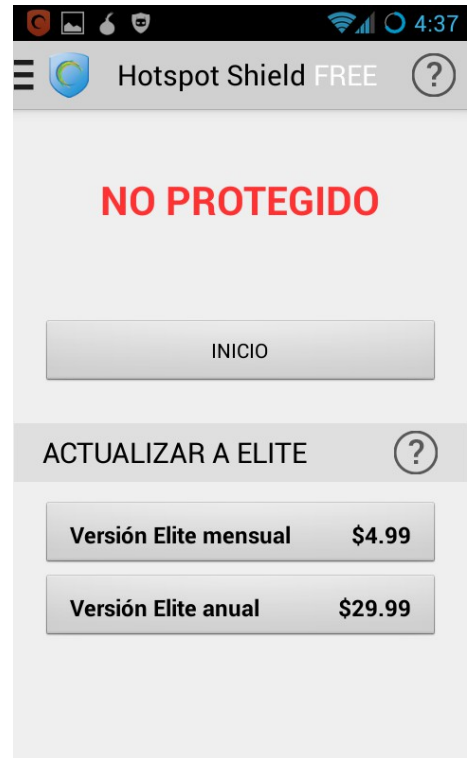 4:37
Hotspot Shield FREE ?
NO PROTEGIDO
INICIO
ACTUALIZAR A ELITE ?
Versión Elite mensual $4.99
Versión Elite anual $29.99